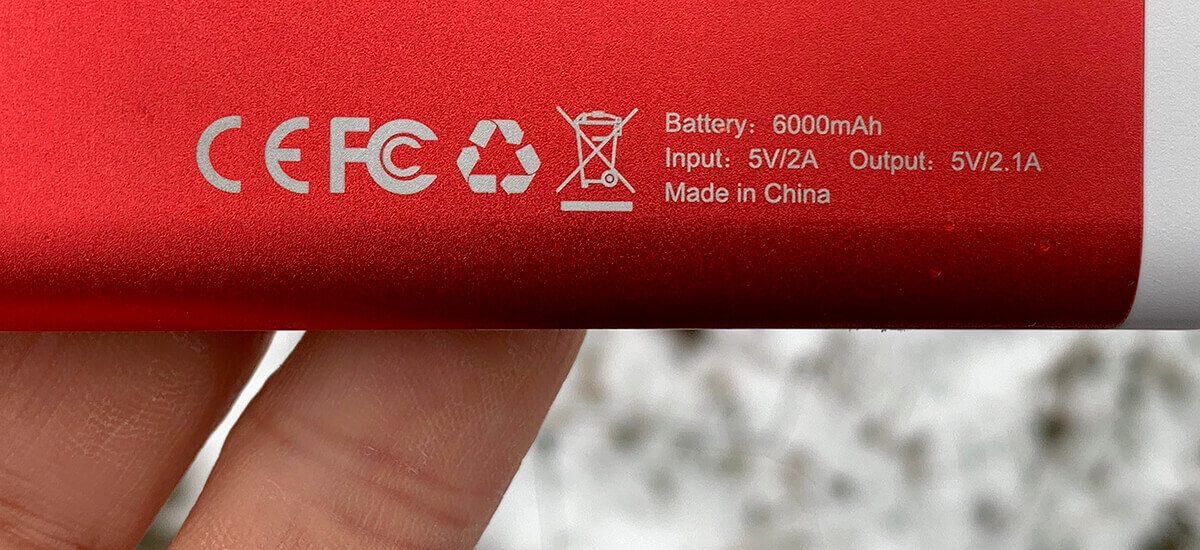 CE FC Battery: 6000mAh
Input: 5V/2A Output: 5V/2.1A
Made in China